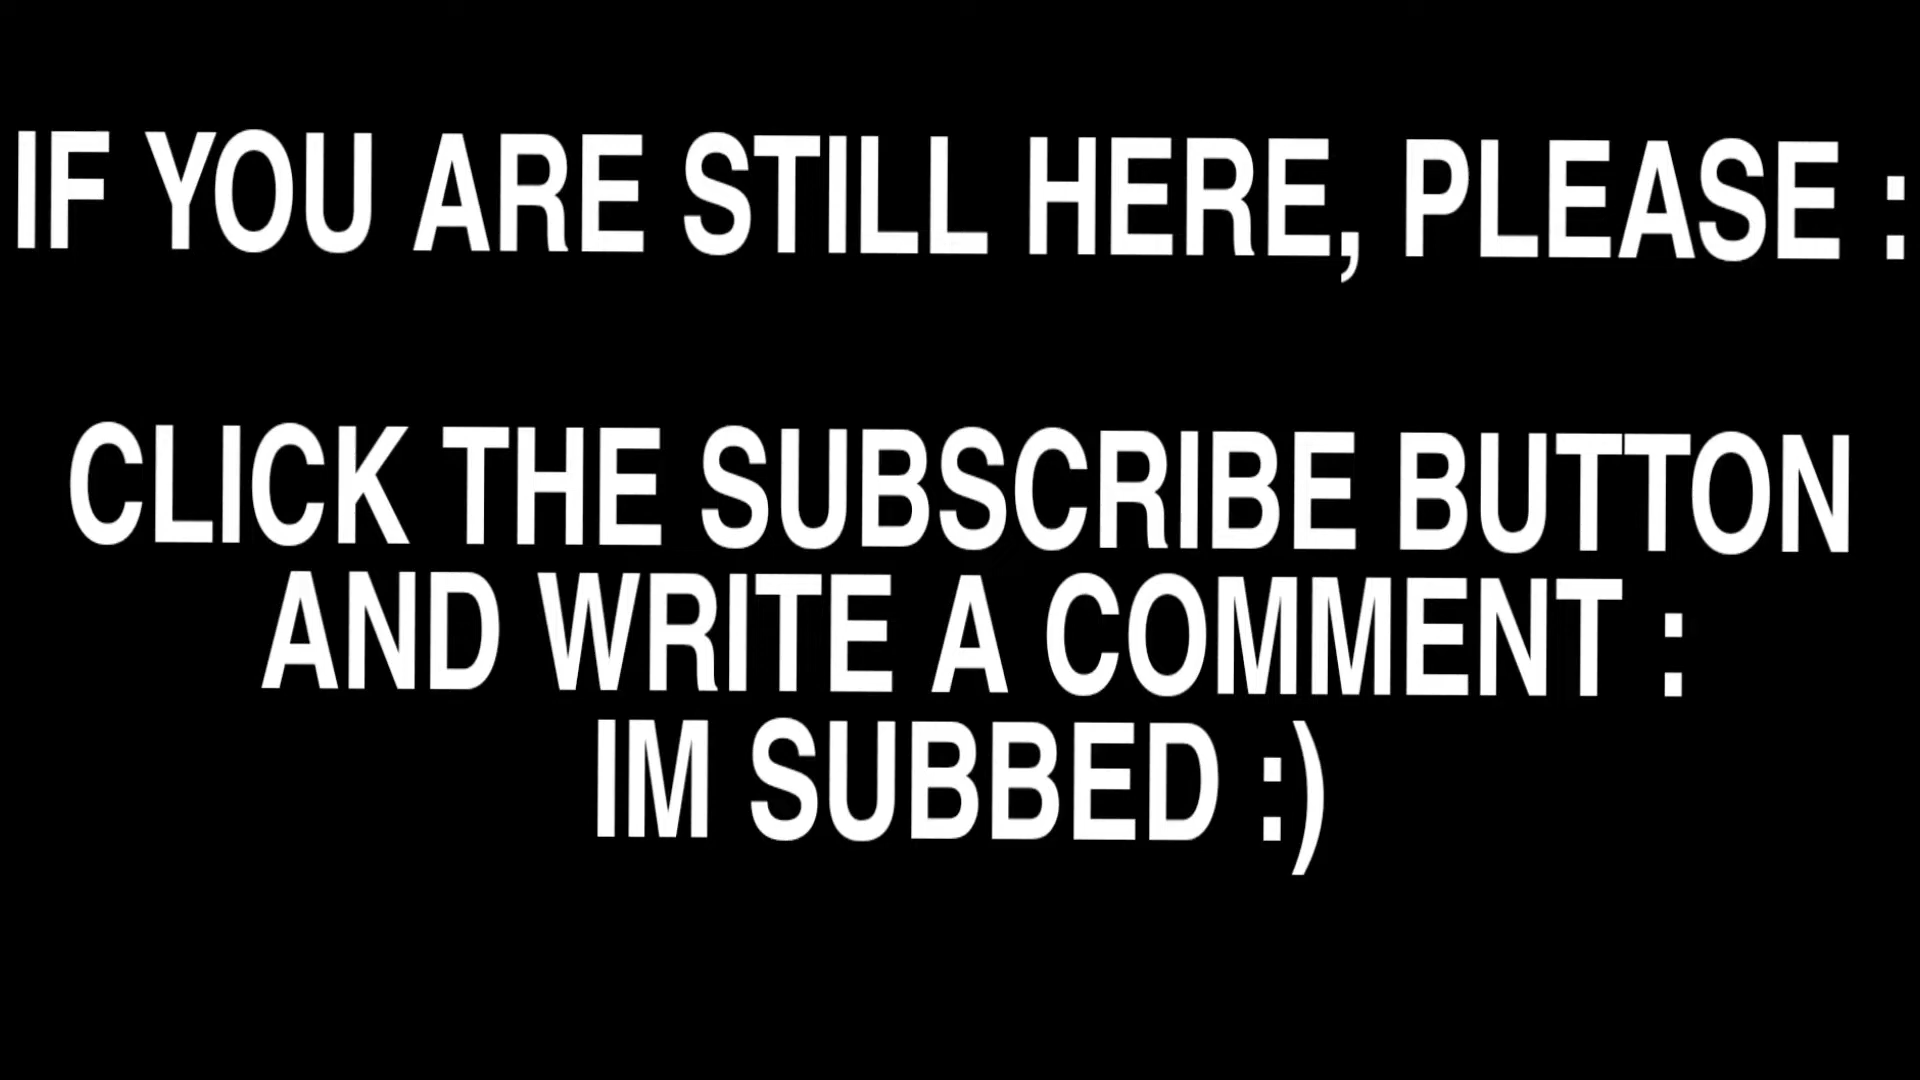 IF YOU ARE STILL HERE, PLEASE :
CLICK THE SUBSCRIBE BUTTON
AND WRITE A COMMENT :
IM SUBBED :)